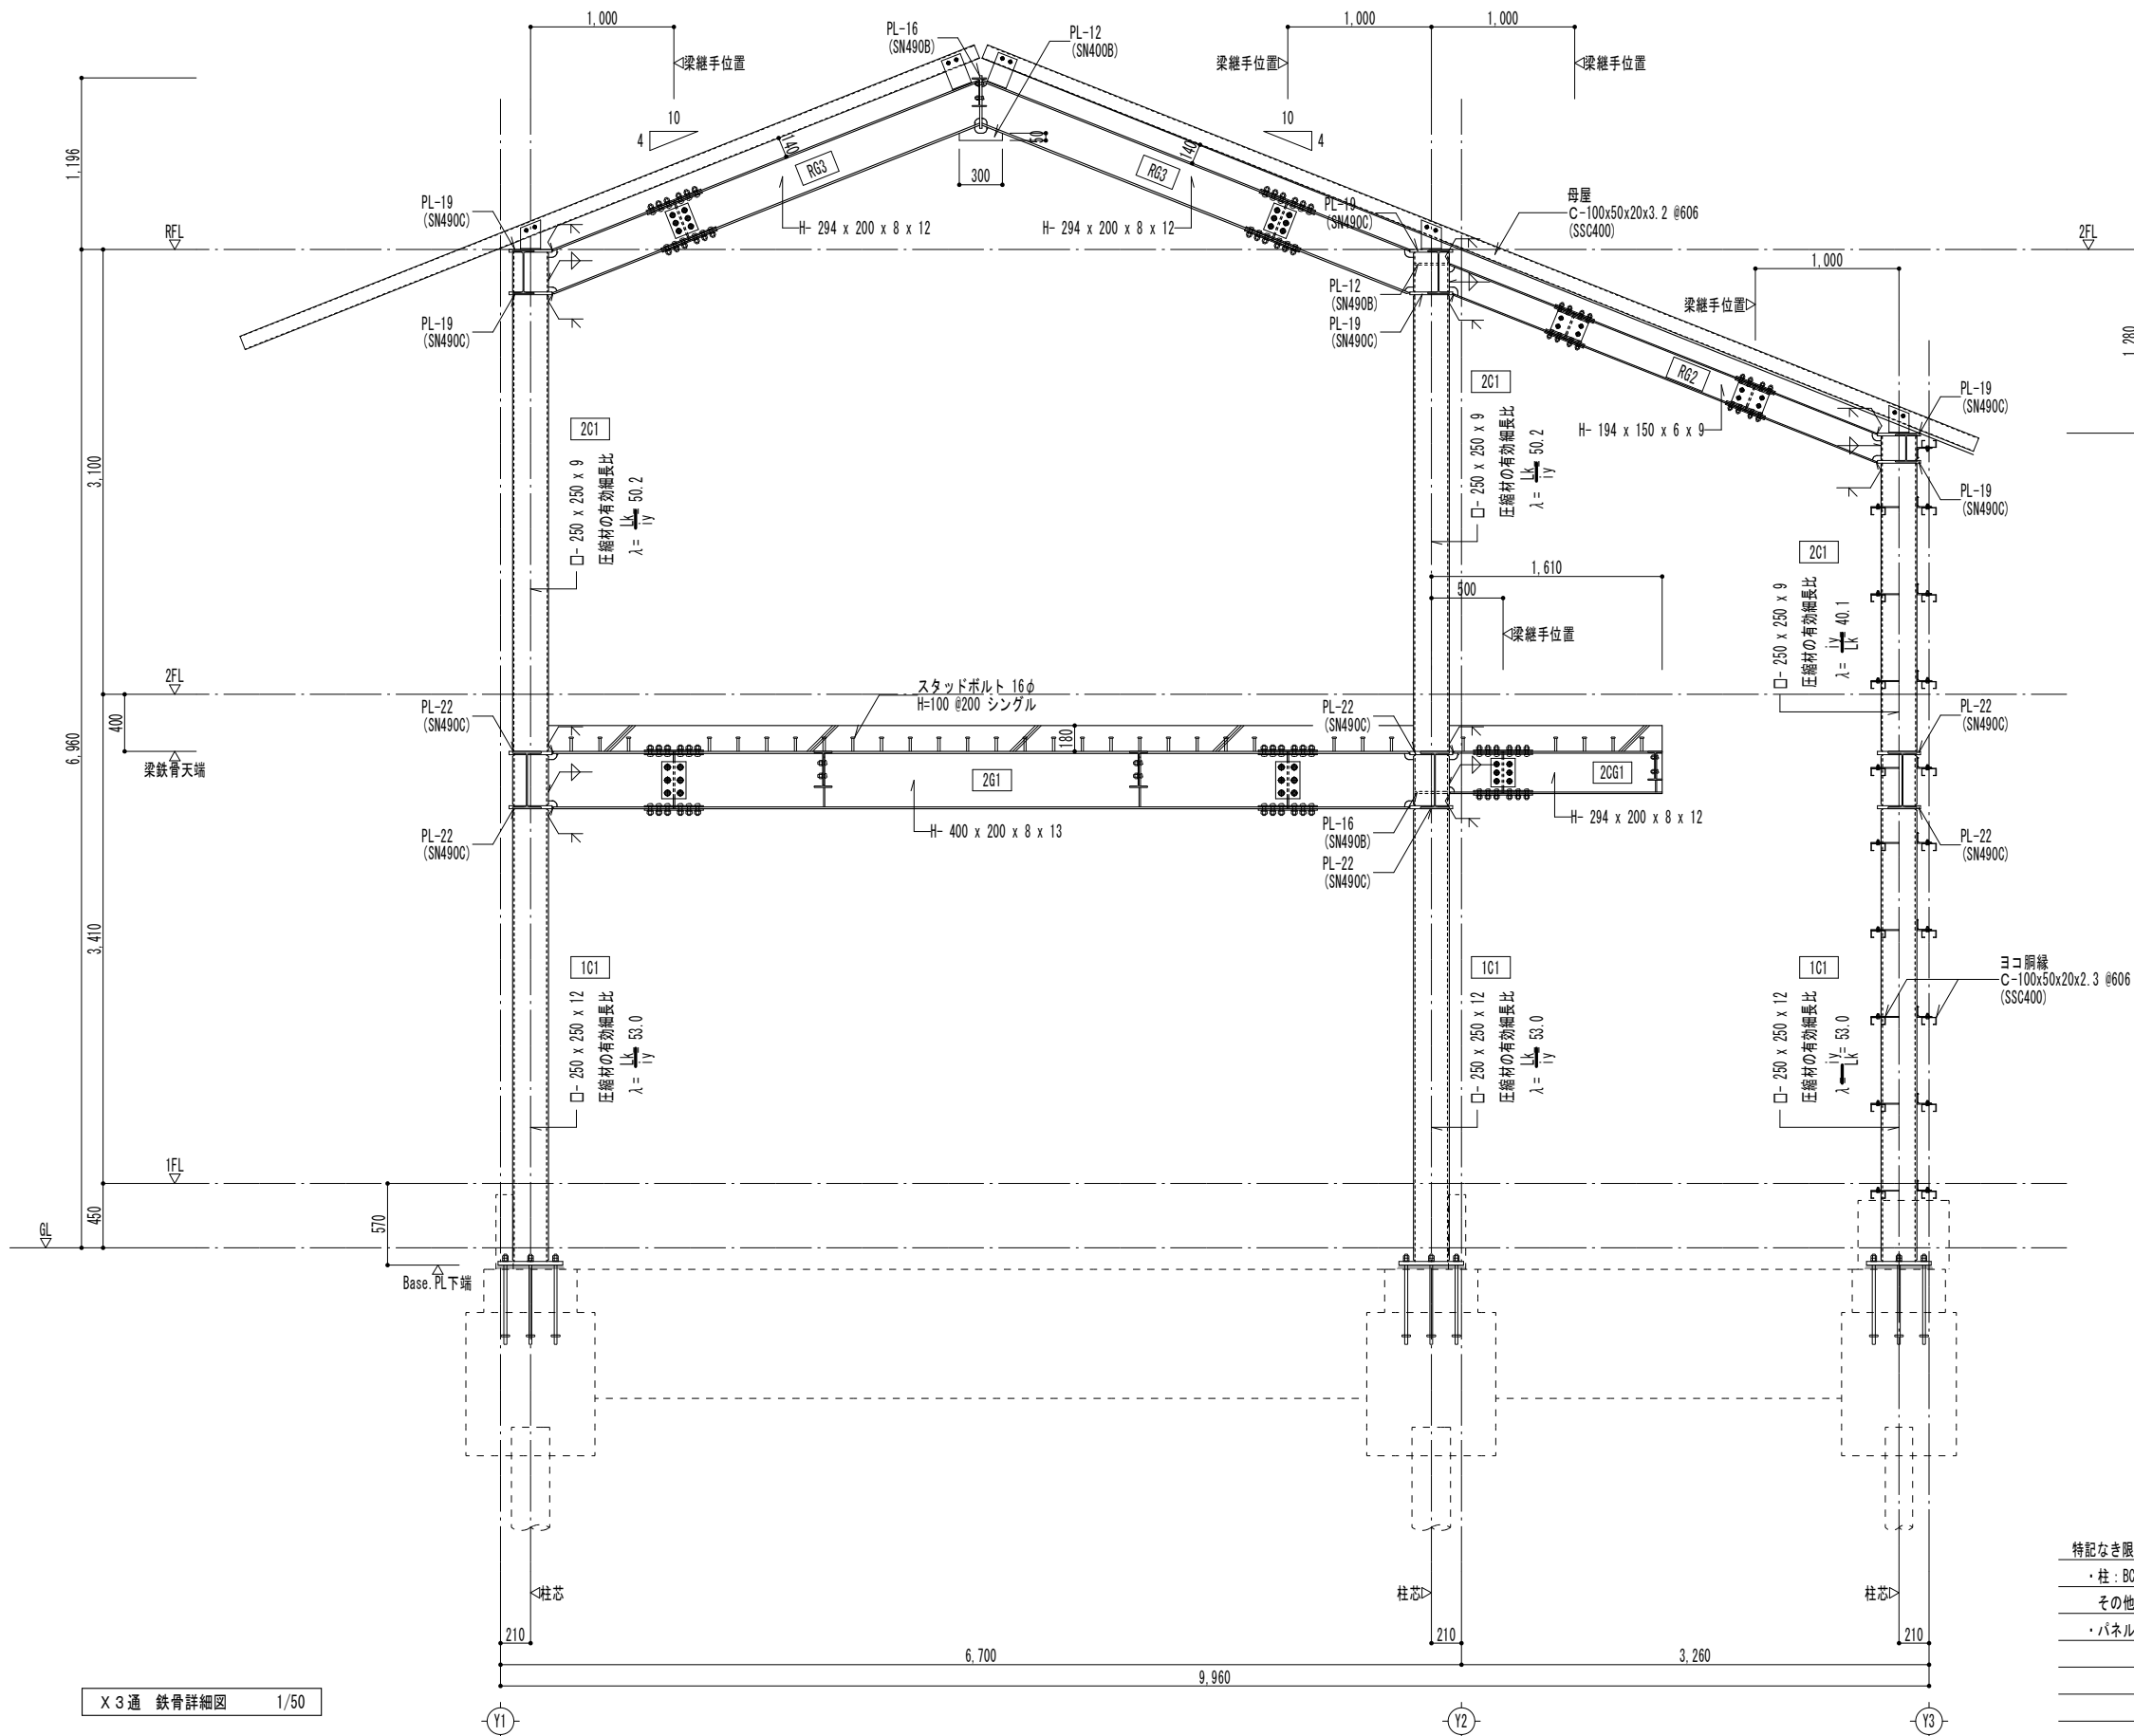 1,000
1,000
1,000
PL-16
(SN490B)
PL-12
(SN400B)
◁梁継手位置
梁継手位置▷
◁梁継手位置
10
4
10
4
1,196
140
RG3
50
300
140
RG3
PL-19
(SN490C)
H- 294 x 200 x 8 x 12
H- 294 x 200 x 8 x 12
PL-19
(SN490C)
母屋
C-100x50x20x3.2 @606
(SSC400)
RFL
2FL
1,000
梁継手位置▷
PL-19
(SN490C)
PL-12
(SN490B)
PL-19
(SN490C)
1,280
RG2
H- 194 x 150 x 6 x 9
PL-19
(SN490C)
PL-19
(SN490C)
2C1
□- 250 x 250 x 9
圧縮材の有効細長比
λ= Lk/iy = 50.2
2C1
□- 250 x 250 x 9
圧縮材の有効細長比
λ= Lk/iy = 50.2
2C1
□- 250 x 250 x 9
圧縮材の有効細長比
λ= iy/Lk = 40.1
3,100
1,610
500
◁梁継手位置
2FL
400
梁鉄骨天端
6,960
スタッドボルト 16φ
H=100 @200 シングル
PL-22
(SN490C)
180
PL-22
(SN490C)
PL-22
(SN490C)
2G1
2CG1
H- 400 x 200 x 8 x 13
H- 294 x 200 x 8 x 12
PL-22
(SN490C)
PL-16
(SN490B)
PL-22
(SN490C)
PL-22
(SN490C)
3,410
1C1
□- 250 x 250 x 12
圧縮材の有効細長比
λ= Lk/iy = 53.0
1C1
□- 250 x 250 x 12
圧縮材の有効細長比
λ= Lk/iy = 53.0
1C1
□- 250 x 250 x 12
圧縮材の有効細長比
λ= iy/Lk = 53.0
ヨコ胴縁
C-100x50x20x2.3 @606
(SSC400)
1FL
450
570
GL
Base.PL下端
◁柱芯
柱芯▷
柱芯▷
210
210
210
6,700
3,260
9,960
Y1
Y2
Y3
X3通 鉄骨詳細図 1/50
特記なき限
・柱：BC
その他
・パネル